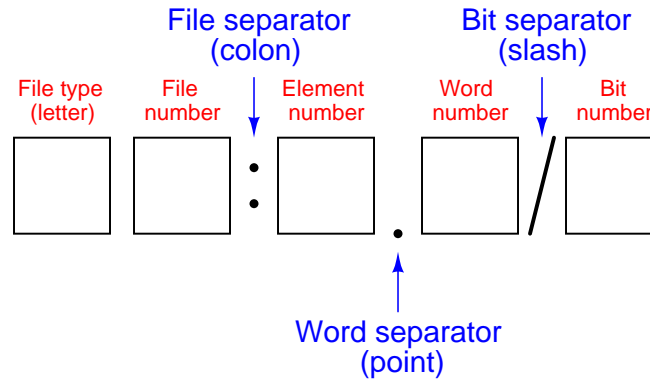 File separator
(colon)
Bit separator
(slash)
File type
(letter)
File
number
Element
number
Word
number
Bit
number
:
.
/
Word separator
(point)